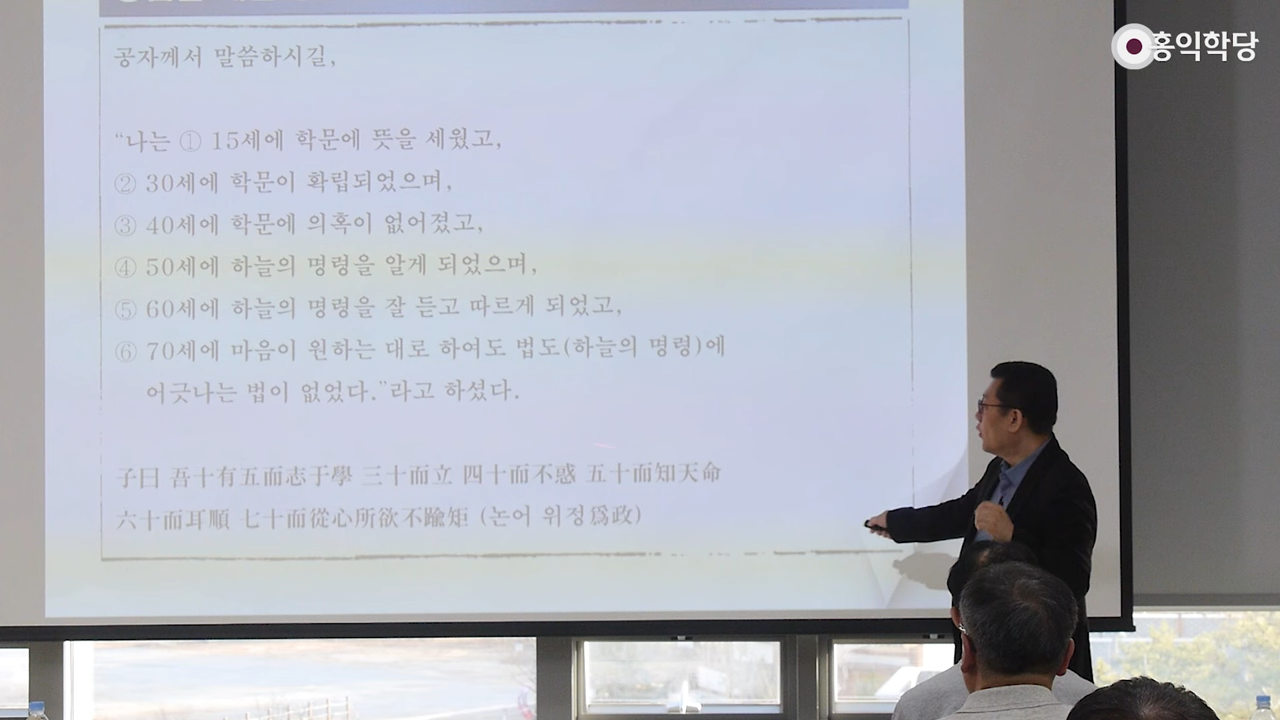 홍익학당
공자께서 말씀하시길,
“나는 ① 15세에 학문에 뜻을 세웠고,
② 30세에 학문이 확립되었으며,
③ 40세에 학문에 의혹이 없어졌고,
④ 50세에 하늘의 명령을 알게 되었으며,
⑤ 60세에 하늘의 명령을 잘 듣고 따르게 되었고,
⑥ 70세에 마음이 원하는 대로 하여도 법도(하늘의 명령)에
어긋나는 법이 없었다.”라고 하셨다.
子曰 吾十有五而志于學 三十而立 四十而不惑 五十而知天命
六十而耳順 七十而從心所欲不踰矩 (논어 위정爲政)